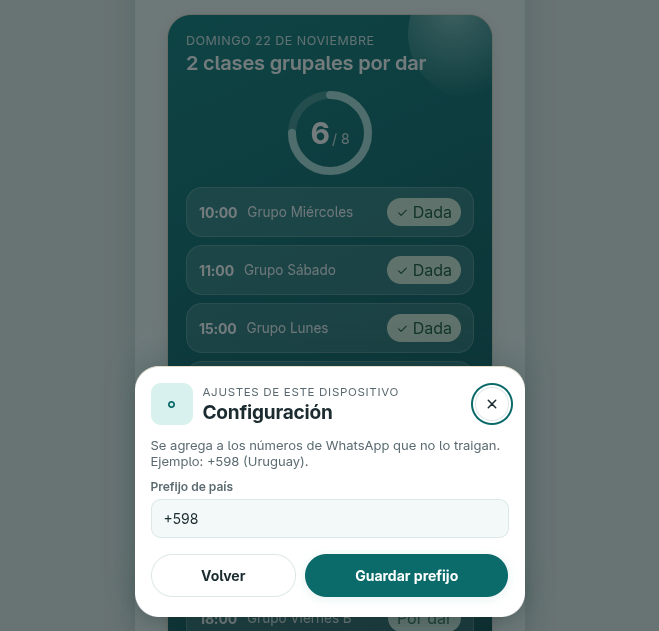 DOMINGO 22 DE NOVIEMBRE
2 clases grupales por dar
6 / 8
10:00 Grupo Miércoles ✓ Dada
11:00 Grupo Sábado ✓ Dada
15:00 Grupo Lunes ✓ Dada
AJUSTES DE ESTE DISPOSITIVO
Configuración
Se agrega a los números de WhatsApp que no lo traigan.
Ejemplo: +598 (Uruguay).
Prefijo de país
+598
Volver Guardar prefijo
18:00 Grupo Viernes B Por dar